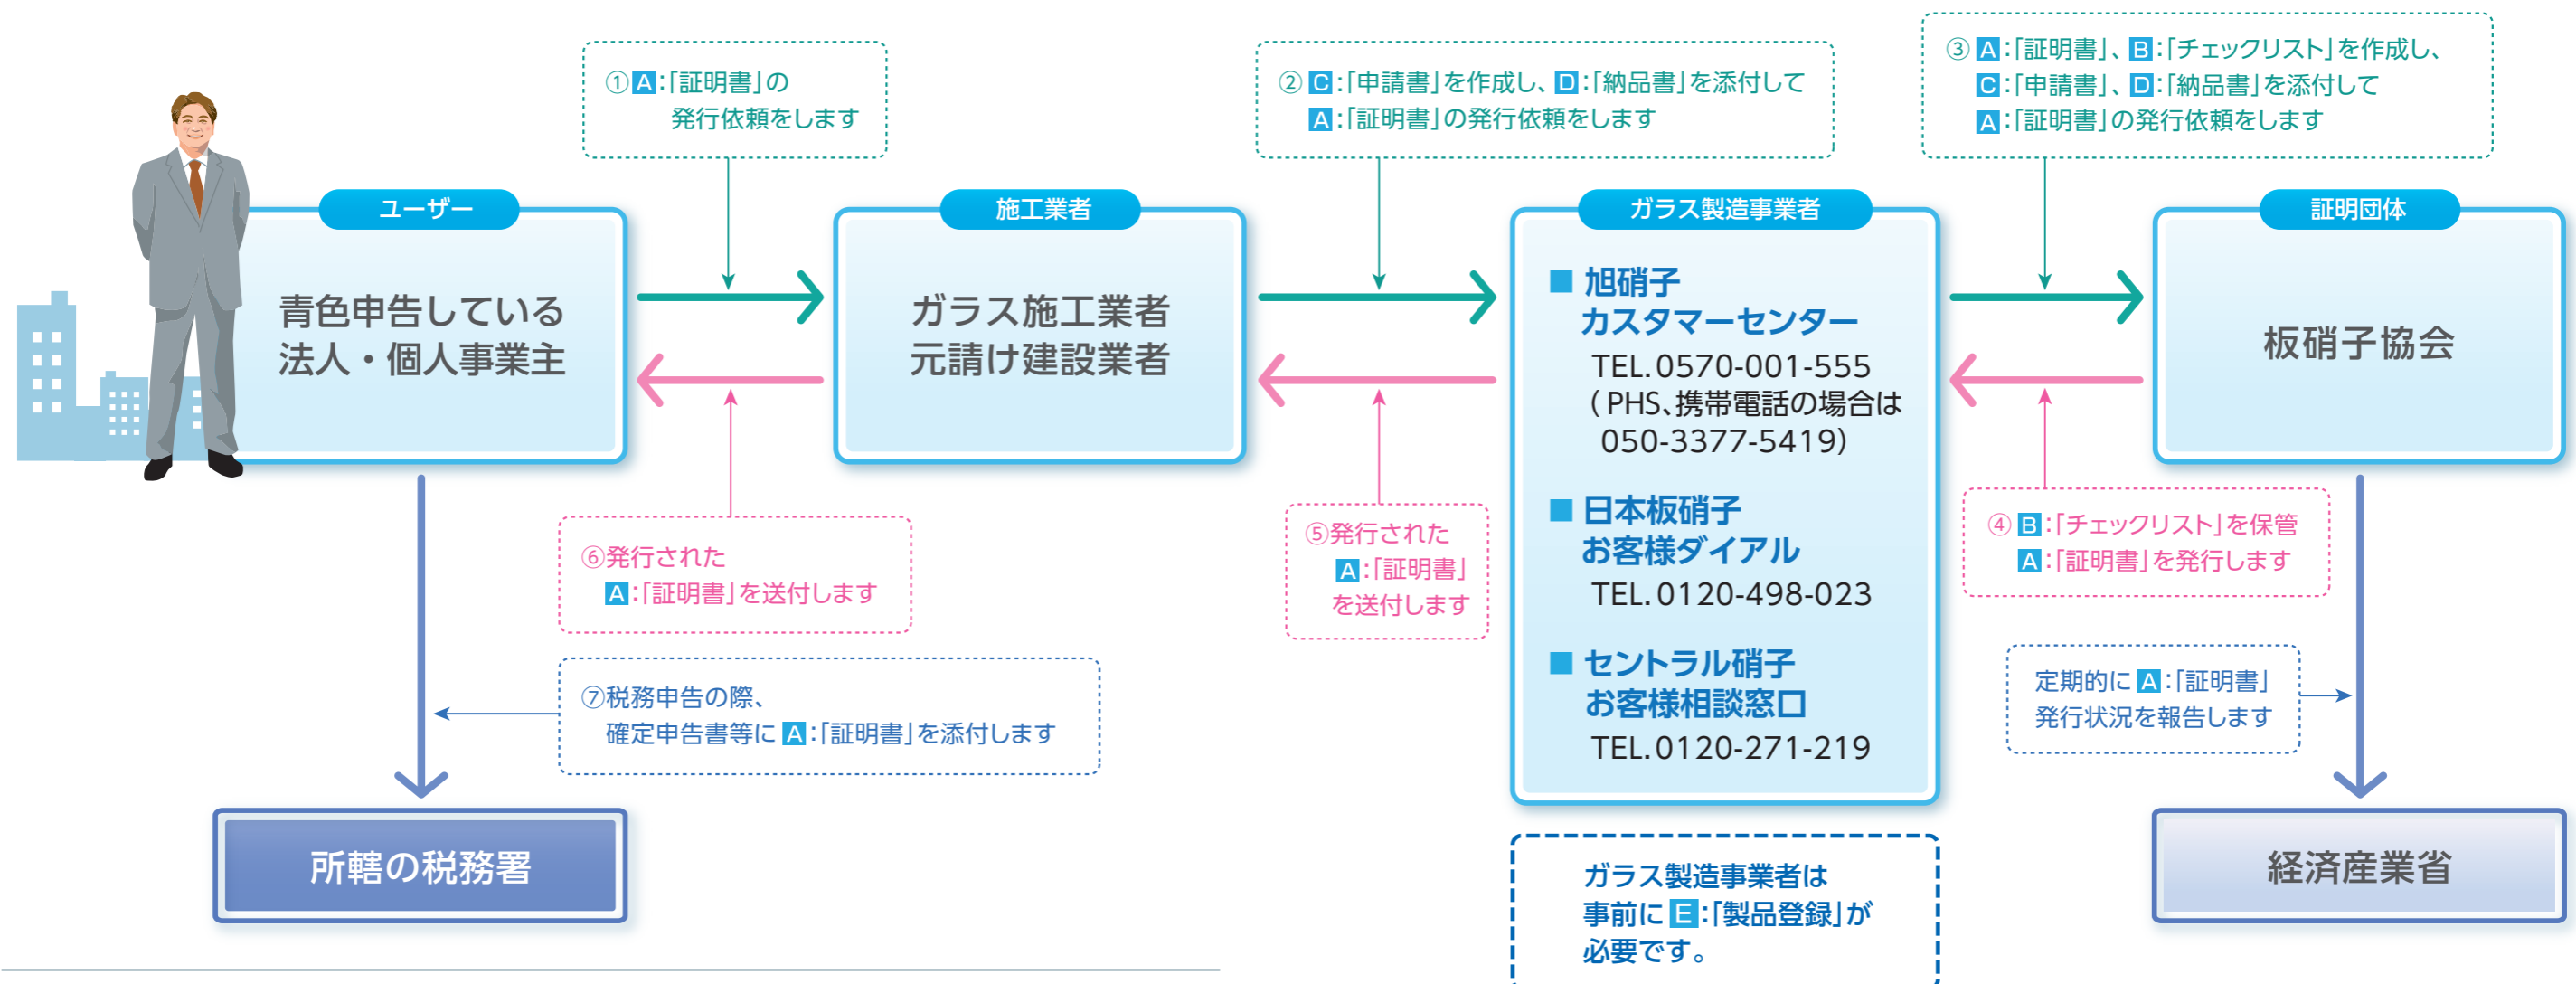 ①A:「証明書」の
発行依頼をします
② C:「申請書」を作成し、D:「納品書」を添付して
A:「証明書」の発行依頼をします
③ A:「証明書」、B:「チェックリスト」を作成し、
C:「申請書」、D:「納品書」を添付して
A:「証明書」の発行依頼をします
ユーザー
青色申告している
法人・個人事業主
施工業者
ガラス施工業者
元請け建設業者
ガラス製造事業者
■ 旭硝子
カスタマーセンター
TEL.0570-001-555
(PHS、携帯電話の場合は
050-3377-5419)
■ 日本板硝子
お客様ダイアル
TEL.0120-498-023
■ セントラル硝子
お客様相談窓口
TEL.0120-271-219
証明団体
板硝子協会
④ B:「チェックリスト」を保管
A:「証明書」を発行します
⑤発行された
A:「証明書」
を送付します
⑥発行された
A:「証明書」を送付します
⑦税務申告の際、
確定申告書等に A:「証明書」を添付します
定期的に A:「証明書」
発行状況を報告します
所轄の税務署
ガラス製造事業者は
事前に E:「製品登録」が
必要です。
経済産業省